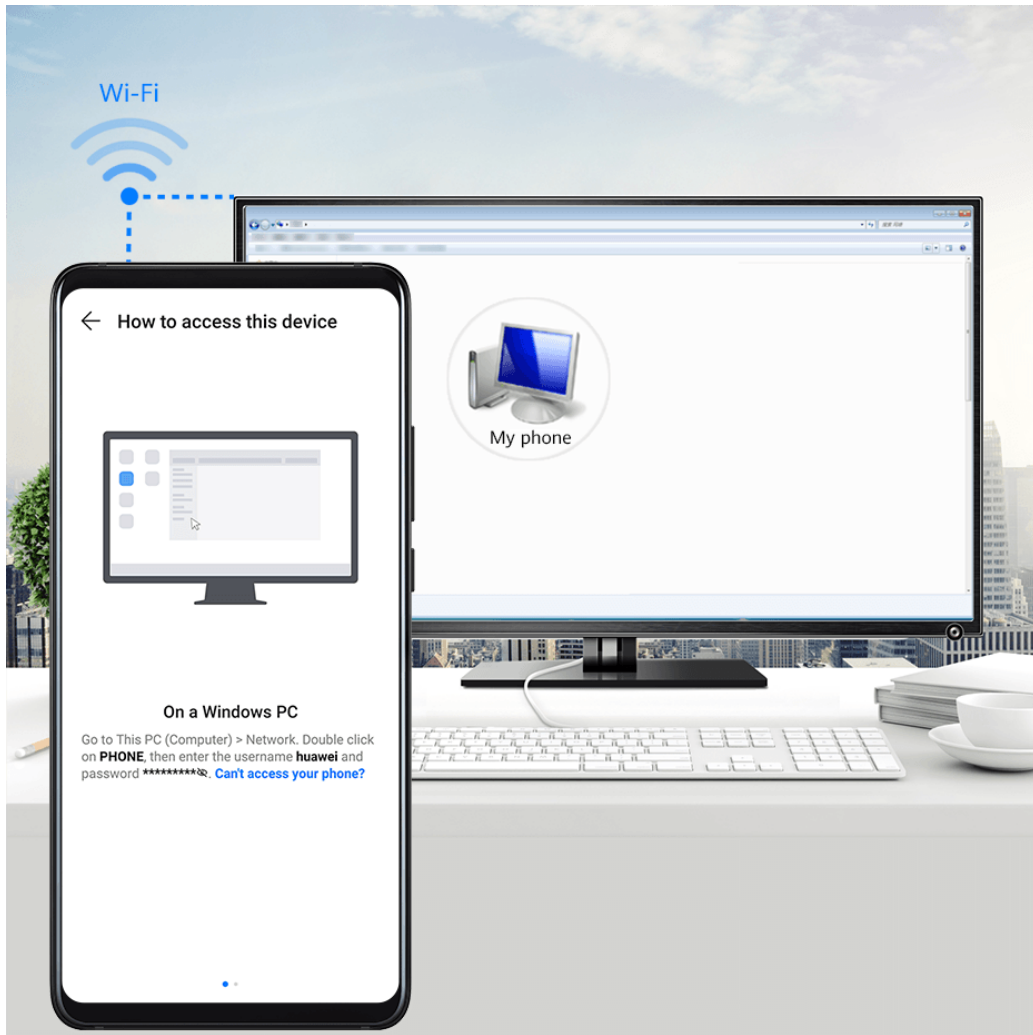 Wi-Fi
How to access this device
My phone
On a Windows PC
Go to This PC (Computer) > Network. Double click
on PHONE, then enter the username huawei and
password *********. Can't access your phone?